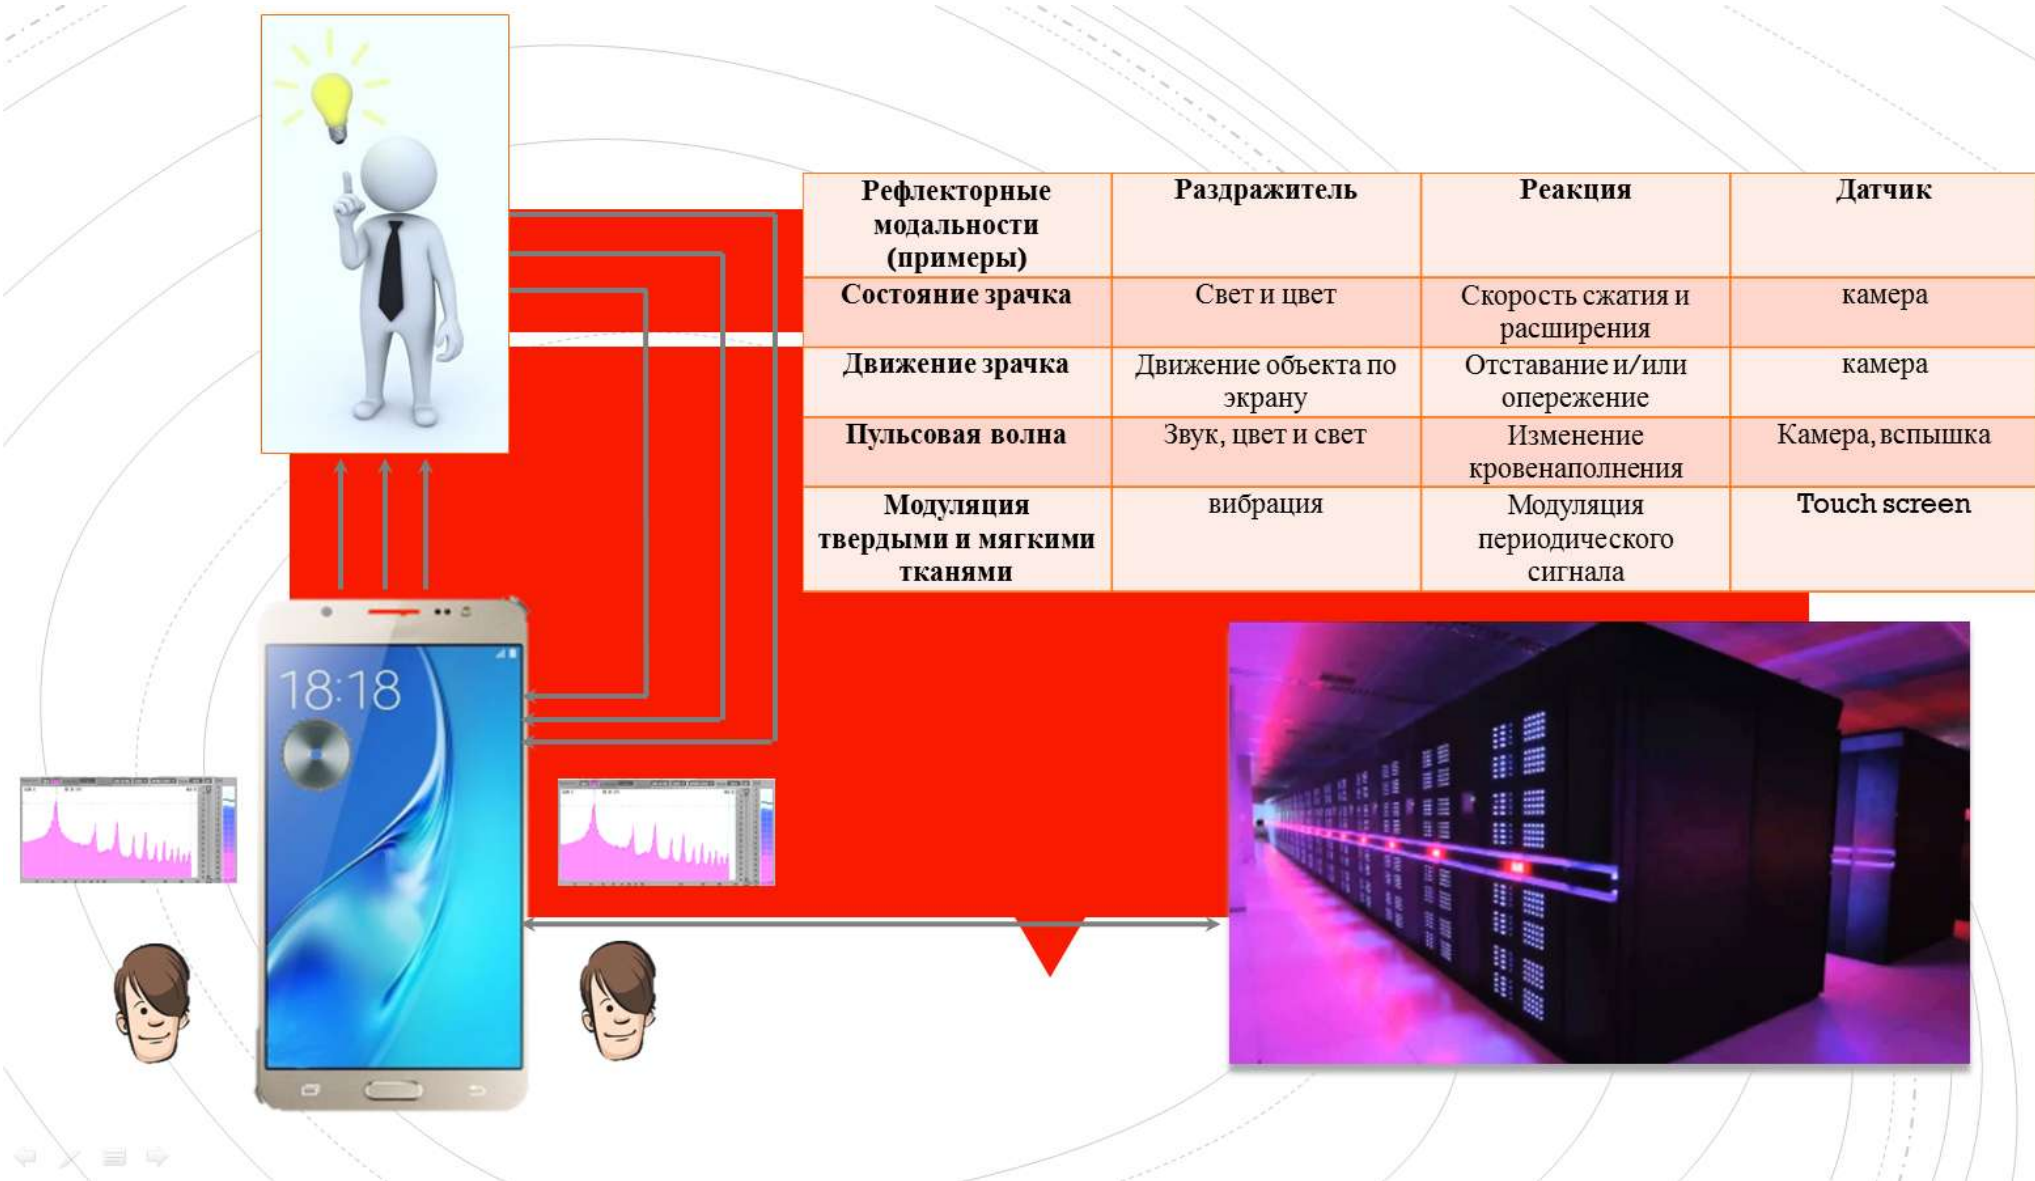 Рефлекторные
модальности
(примеры)
Раздражитель
Реакция
Датчик
Состояние зрачка
Свет и цвет
Скорость сжатия и
расширения
камера
Движение зрачка
Движение объекта по
экрану
Отставание и/или
опережение
камера
Пульсовая волна
Звук, цвет и свет
Изменение
кровенаполнения
Камера, вспышка
Модуляция
твердыми и мягкими
тканями
вибрация
Модуляция
периодического
сигнала
Touch screen
18:18